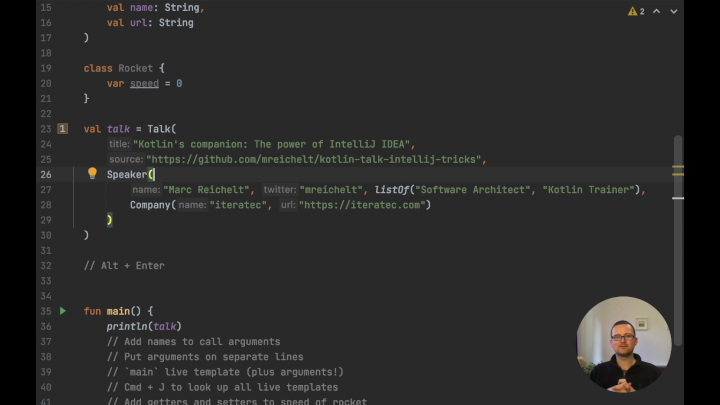 15 val name: String,
16 val url: String
17 )
18
19 class Rocket {
20 var speed = 0
21 }
22
23 1 val talk = Talk(
24 title: "Kotlin's companion: The power of IntelliJ IDEA",
25 source: "https://github.com/mreichelt/kotlin-talk-intellij-tricks",
26 Speaker(
27 name: "Marc Reichelt", twitter: "mreichelt", listOf("Software Architect", "Kotlin Trainer"),
28 Company(name: "iteratec", url: "https://iteratec.com")
29 )
30 )
31
32 // Alt + Enter
33
34
35 fun main() {
36 println(talk)
37 // Add names to call arguments
38 // Put arguments on separate lines
39 // `main` live template (plus arguments!)
40 // Cmd + J to look up all live templates
41 // Add getters and setters to speed of rocket
2